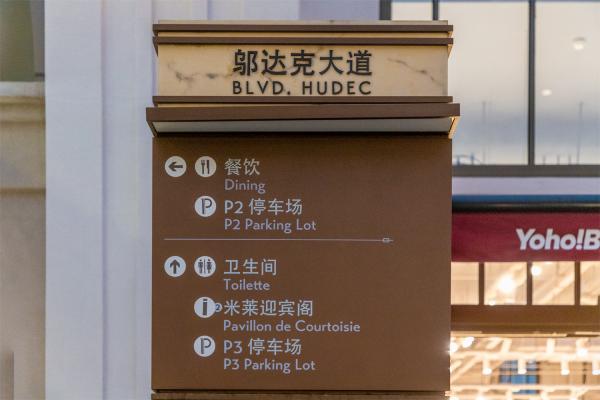 邬达克大道
BLVD. HUDEC
餐饮
Dining
P P2 停车场
P2 Parking Lot
卫生间
Toilette
i 2 米莱迎宾阁
Pavillon de Courtoisie
P P3 停车场
P3 Parking Lot
Yoho!B